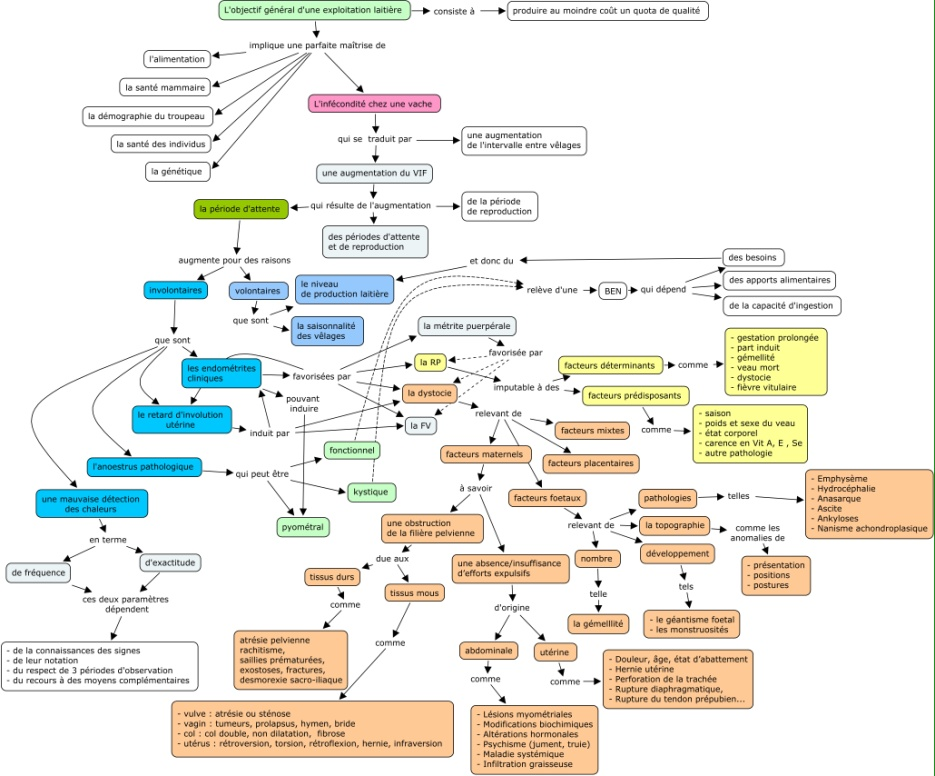 L'objectif général d'une exploitation laitière
consiste à
produire au moindre coût un quota de qualité
implique une parfaite maîtrise de
l'alimentation
la santé mammaire
la démographie du troupeau
la santé des individus
la génétique
L'infécondité chez une vache
qui se traduit par
une augmentation
de l'intervalle entre vêlages
une augmentation du VIF
qui résulte de l'augmentation
la période d'attente
de la période
de reproduction
des périodes d'attente
et de reproduction
augmente pour des raisons
involontaires
volontaires
que sont
le niveau
de production laitière
la saisonnalité
des vêlages
et donc du
relève d'une
BEN
qui dépend
des besoins
des apports alimentaires
de la capacité d'ingestion
que sont
les endométrites
cliniques
favorisées par
la métrite puerpérale
favorisée par
la RP
la dystocie
la FV
imputable à des
facteurs déterminants
comme
- gestation prolongée
- part induit
- gémellité
- veau mort
- dystocie
- fièvre vitulaire
facteurs prédisposants
comme
- saison
- poids et sexe du veau
- état corporel
- carence en Vit A, E , Se
- autre pathologie
le retard d'involution
utérine
induit par
pouvant
induire
l'anoestrus pathologique
qui peut être
fonctionnel
kystique
pyométral
une mauvaise détection
des chaleurs
en terme
de fréquence
d'exactitude
ces deux paramètres
dépendent
- de la connaissances des signes
- de leur notation
- du respect de 3 périodes d'observation
- du recours à des moyens complémentaires
relevant de
facteurs mixtes
facteurs placentaires
facteurs maternels
facteurs foetaux
à savoir
une obstruction
de la filière pelvienne
due aux
tissus durs
tissus mous
comme
atrésie pelvienne
rachitisme,
saillies prématurées,
exostoses, fractures,
desmorexie sacro-iliaque
comme
- vulve : atrésie ou sténose
- vagin : tumeurs, prolapsus, hymen, bride
- col : col double, non dilatation, fibrose
- utérus : rétroversion, torsion, rétroflexion, hernie, infraversion
une absence/insuffisance
d'efforts expulsifs
d'origine
abdominale
utérine
comme
comme
- Douleur, âge, état d'abattement
- Hernie utérine
- Perforation de la trachée
- Rupture diaphragmatique,
- Rupture du tendon prépubien...
- Lésions myométriales
- Modifications biochimiques
- Altérations hormonales
- Psychisme (jument, truie)
- Maladie systémique
- Infiltration graisseuse
relevant de
pathologies
telles
- Emphysème
- Hydrocéphalie
- Anasarque
- Ascite
- Ankyloses
- Nanisme achondroplasique
la topographie
comme les
anomalies de
- présentation
- positions
- postures
nombre
telle
la gémelllité
développement
tels
- le géantisme foetal
- les monstruosités